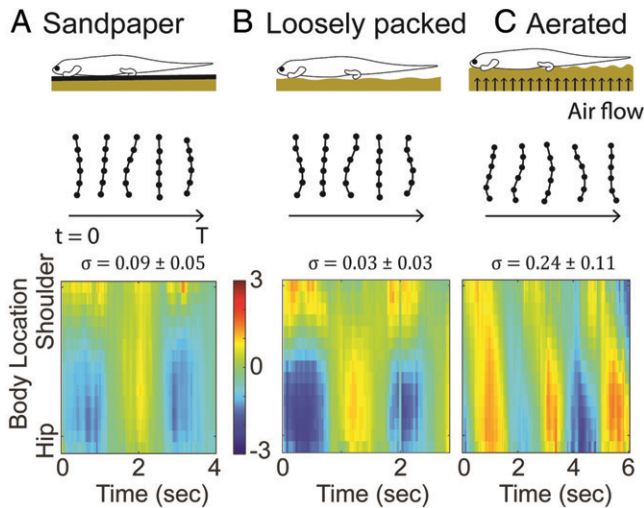 A Sandpaper
B Loosely packed
C Aerated
Air flow
t = 0
T
σ = 0.09 ± 0.05
σ = 0.03 ± 0.03
σ = 0.24 ± 0.11
Body Location
Shoulder
Hip
3
0
-3
0
2
4
0
2
0
2
4
6
Time (sec)
Time (sec)
Time (sec)